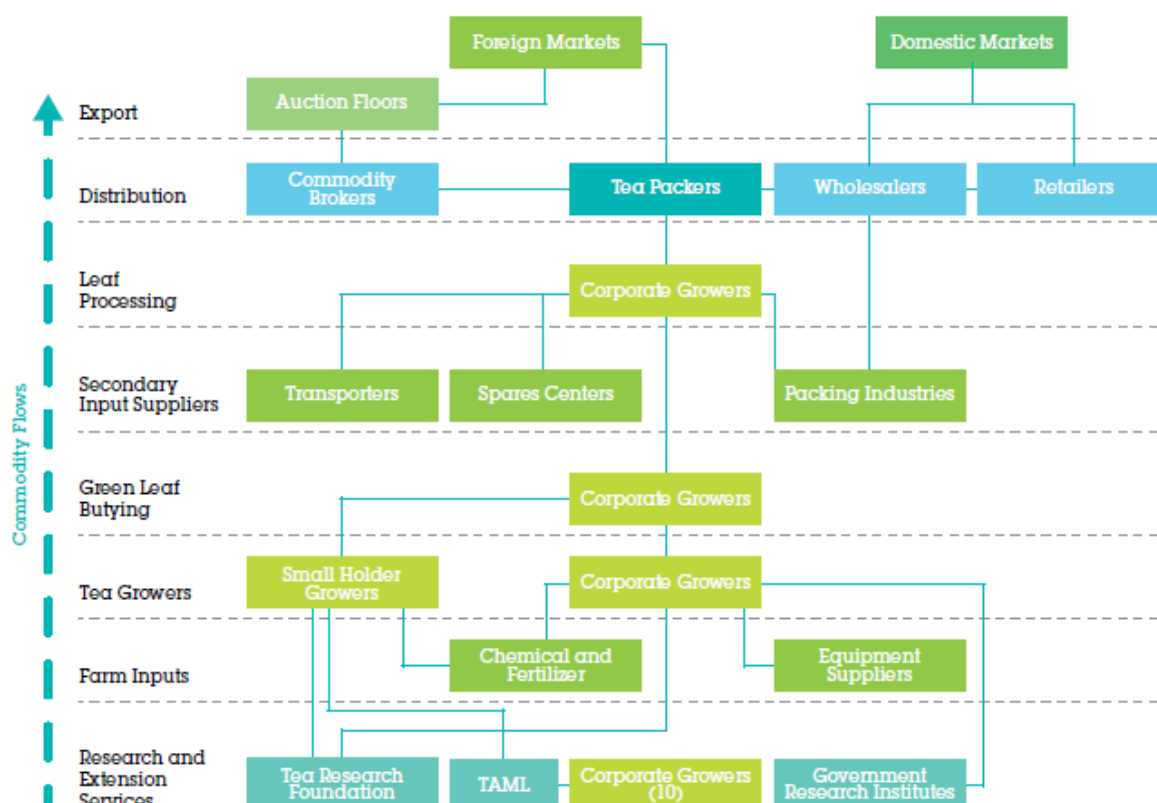 Foreign Markets
Domestic Markets
Export
Auction Floors
Distribution
Commodity
Brokers
Tea Packers
Wholesalers
Retailers
Leaf
Processing
Corporate Growers
Secondary
Input Suppliers
Transporters
Spares Centers
Packing Industries
Commodity Flows
Green Leaf
Butying
Corporate Growers
Tea Growers
Small Holder
Growers
Corporate Growers
Farm Inputs
Chemical and
Fertilizer
Equipment
Suppliers
Research and
Extension
Services
Tea Research
Foundation
TAML
Corporate Growers
(10)
Government
Research Institutes